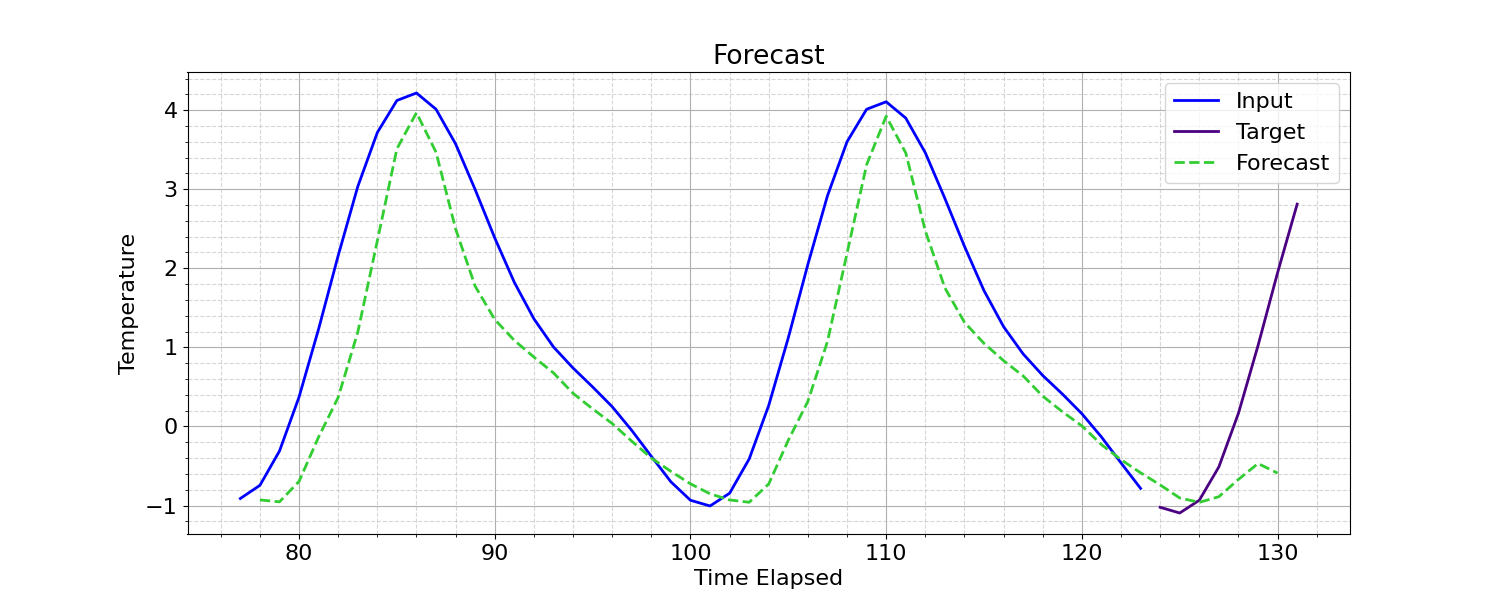 Forecast
Input
Target
Forecast
Temperature
4
3
2
1
0
−1
80
90
100
110
120
130
Time Elapsed